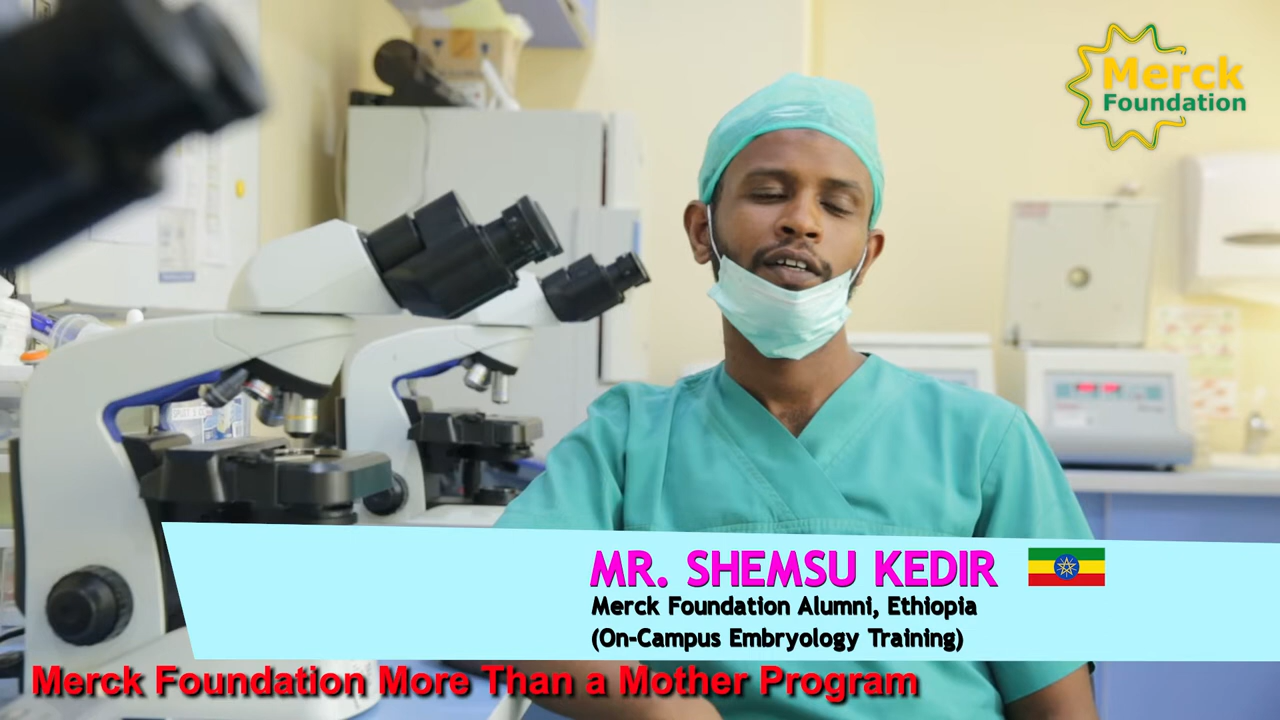 Merck
Foundation
MR. SHEMSU KEDIR
Merck Foundation Alumni, Ethiopia
(On-Campus Embryology Training)
Merck Foundation More Than a Mother Program